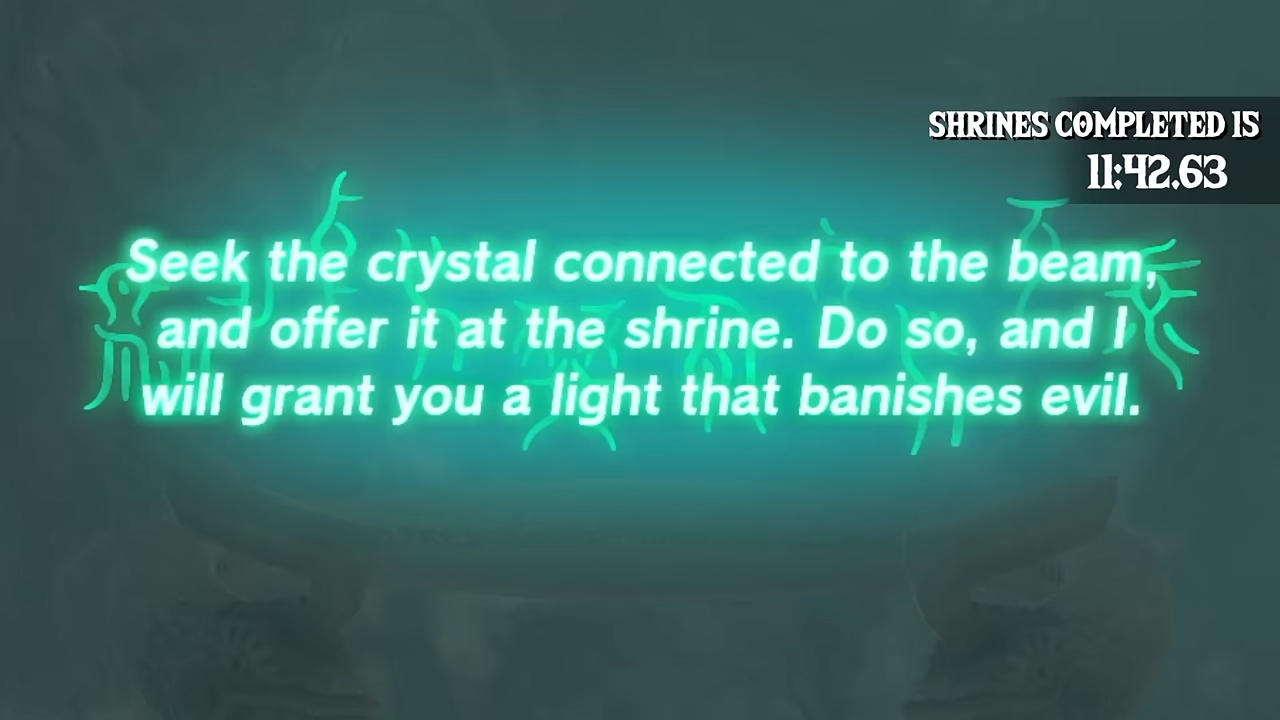 SHRINES COMPLETED IS
11:42.63
Seek the crystal connected to the beam,
and offer it at the shrine. Do so, and I
will grant you a light that banishes evil.